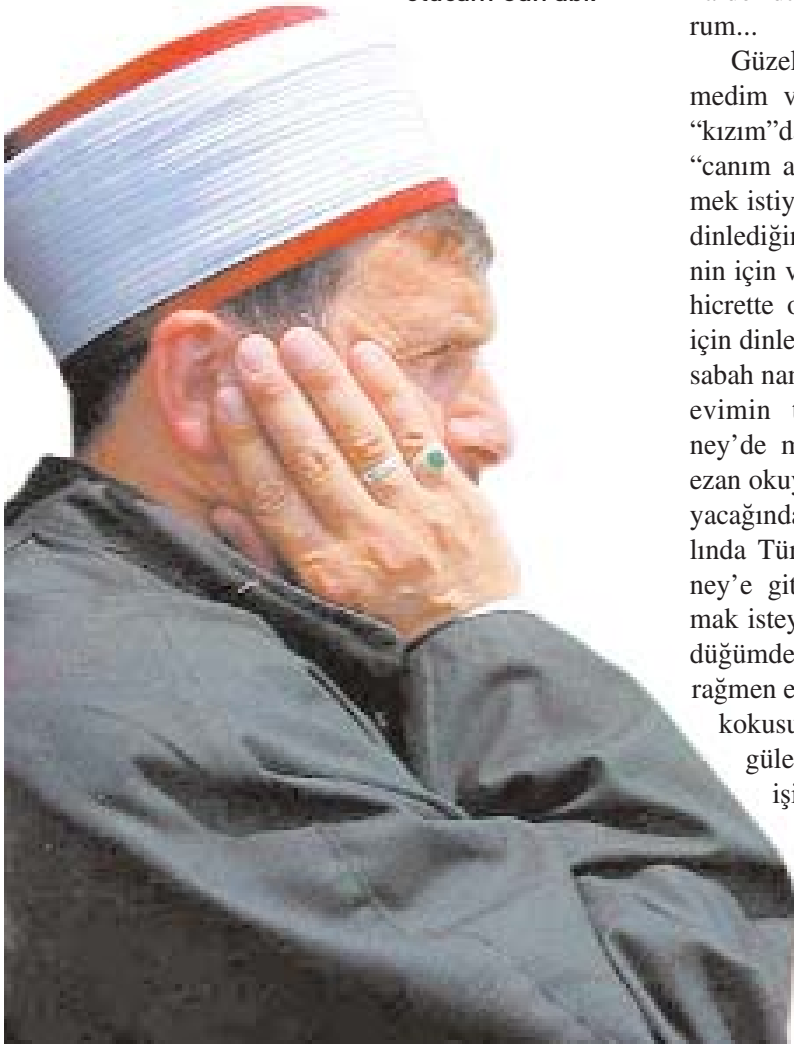 rum...
Güzel
medim v
"kızım"d
"canım a
mek istiy
dinlediğin
nin için v
hicrette o
için dinle
sabah nan
evimin t
ney'de m
ezan okuy
yacağında
lında Tür
ney'e git
mak istey
düğümde
rağmen e
kokusu
güle
işi